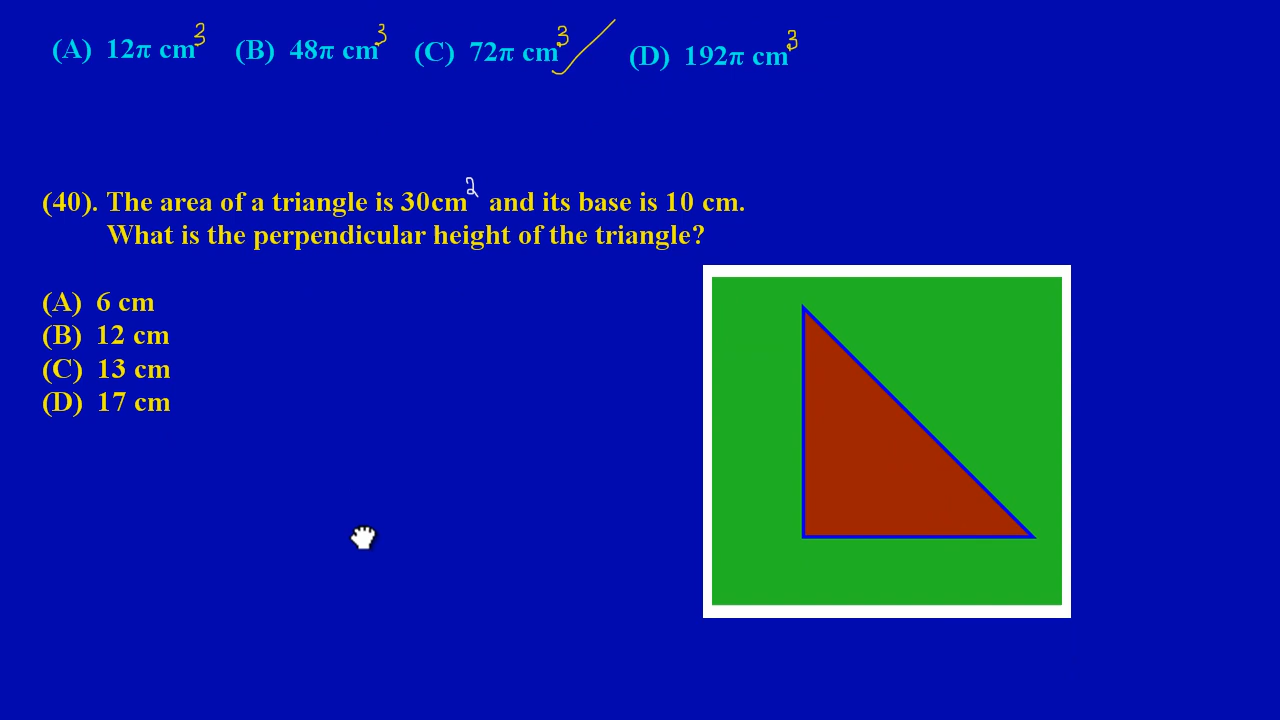 (A) 12π cm³ (B) 48π cm³ (C) 72π cm³ (D) 192π cm³
(40). The area of a triangle is 30cm² and its base is 10 cm.
What is the perpendicular height of the triangle?
(A) 6 cm
(B) 12 cm
(C) 13 cm
(D) 17 cm